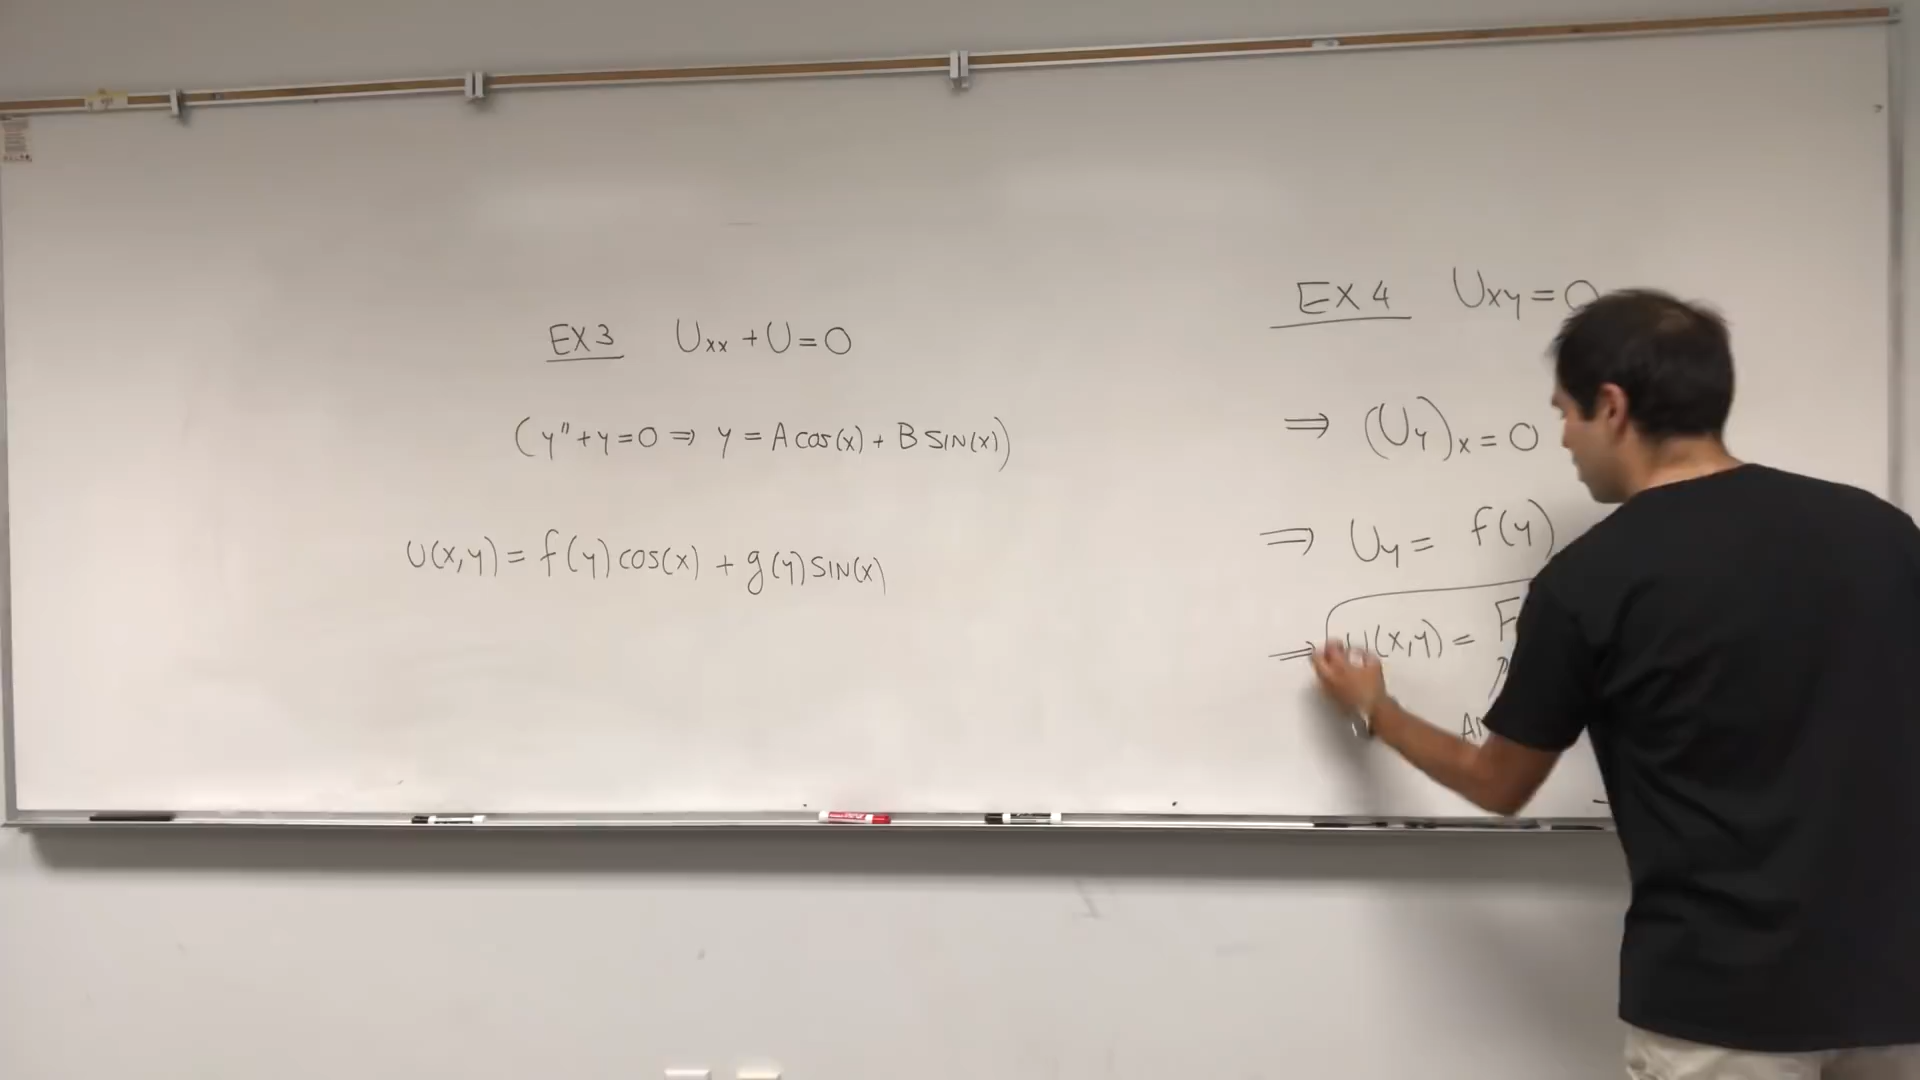 EX3 Uxx + U = 0
(y" + y = 0 ⇒ y = A cos(x) + B SIN(x))
U(x,y) = f(y) cos(x) + g(y) SIN(x)
EX 4 Uxy = 0
⇒ (Uy)x = 0
⇒ Uy = f(y)
⇒ U(x,y) = F